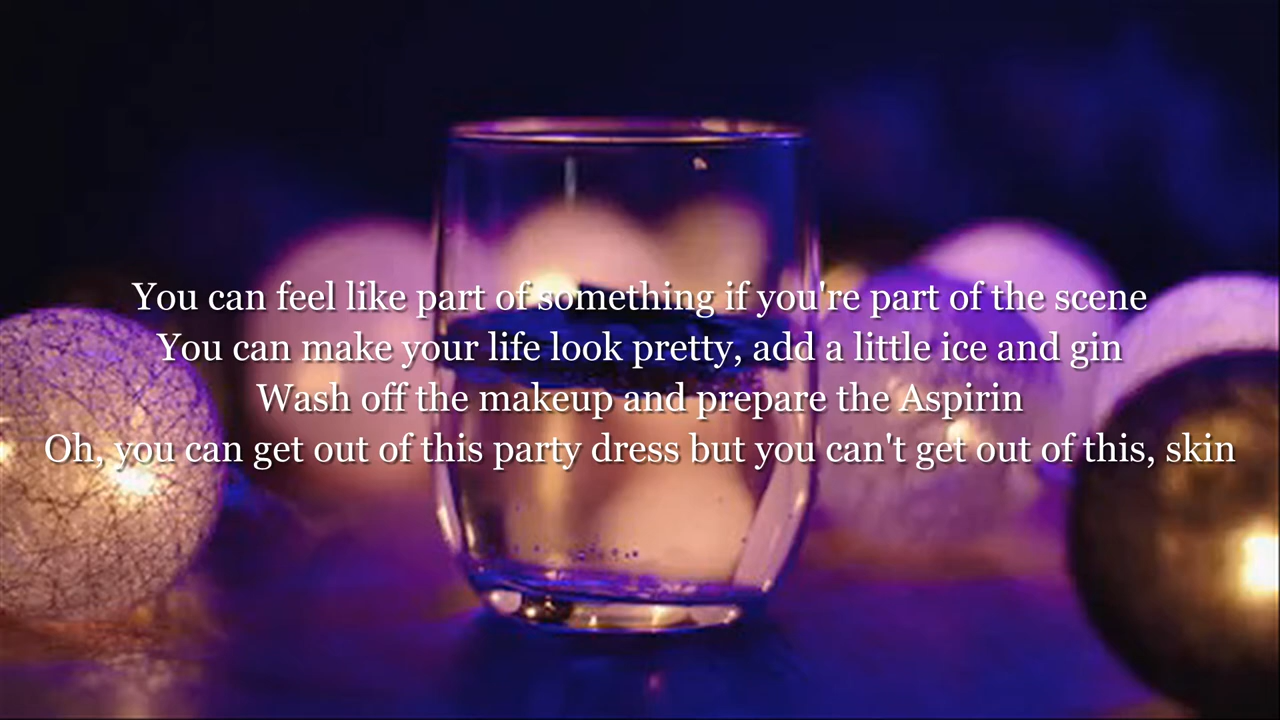 You can feel like part of something if you're part of the scene
You can make your life look pretty, add a little ice and gin
Wash off the makeup and prepare the Aspirin
Oh, you can get out of this party dress but you can't get out of this, skin